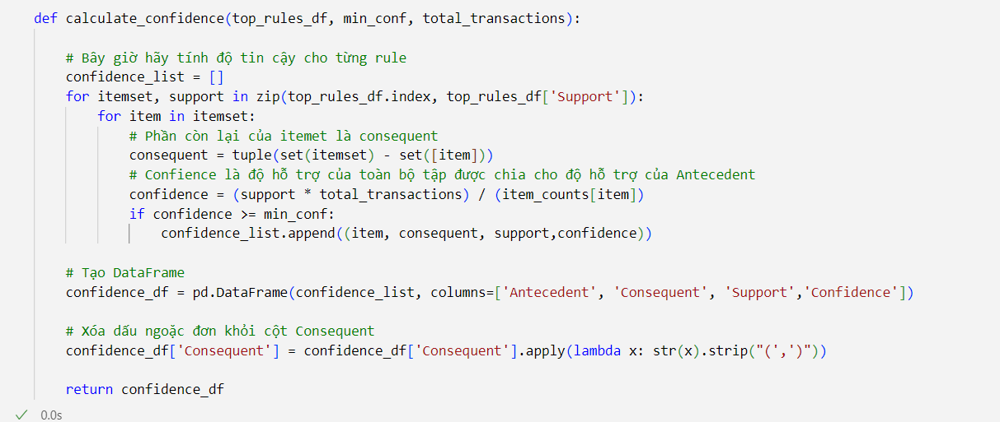 def calculate_confidence(top_rules_df, min_conf, total_transactions):
# Bây giờ hãy tính độ tin cậy cho từng rule
confidence_list = []
for itemset, support in zip(top_rules_df.index, top_rules_df['Support']):
for item in itemset:
# Phần còn lại của itemet là consequent
consequent = tuple(set(itemset) - set([item]))
# Confience là độ hỗ trợ của toàn bộ tập được chia cho độ hỗ trợ của Antecedent
confidence = (support * total_transactions) / (item_counts[item])
if confidence >= min_conf:
confidence_list.append((item, consequent, support,confidence))
# Tạo DataFrame
confidence_df = pd.DataFrame(confidence_list, columns=['Antecedent', 'Consequent', 'Support','Confidence'])
# Xóa dấu ngoặc đơn khỏi cột Consequent
confidence_df['Consequent'] = confidence_df['Consequent'].apply(lambda x: str(x).strip("(',')"))
return confidence_df
0.0s